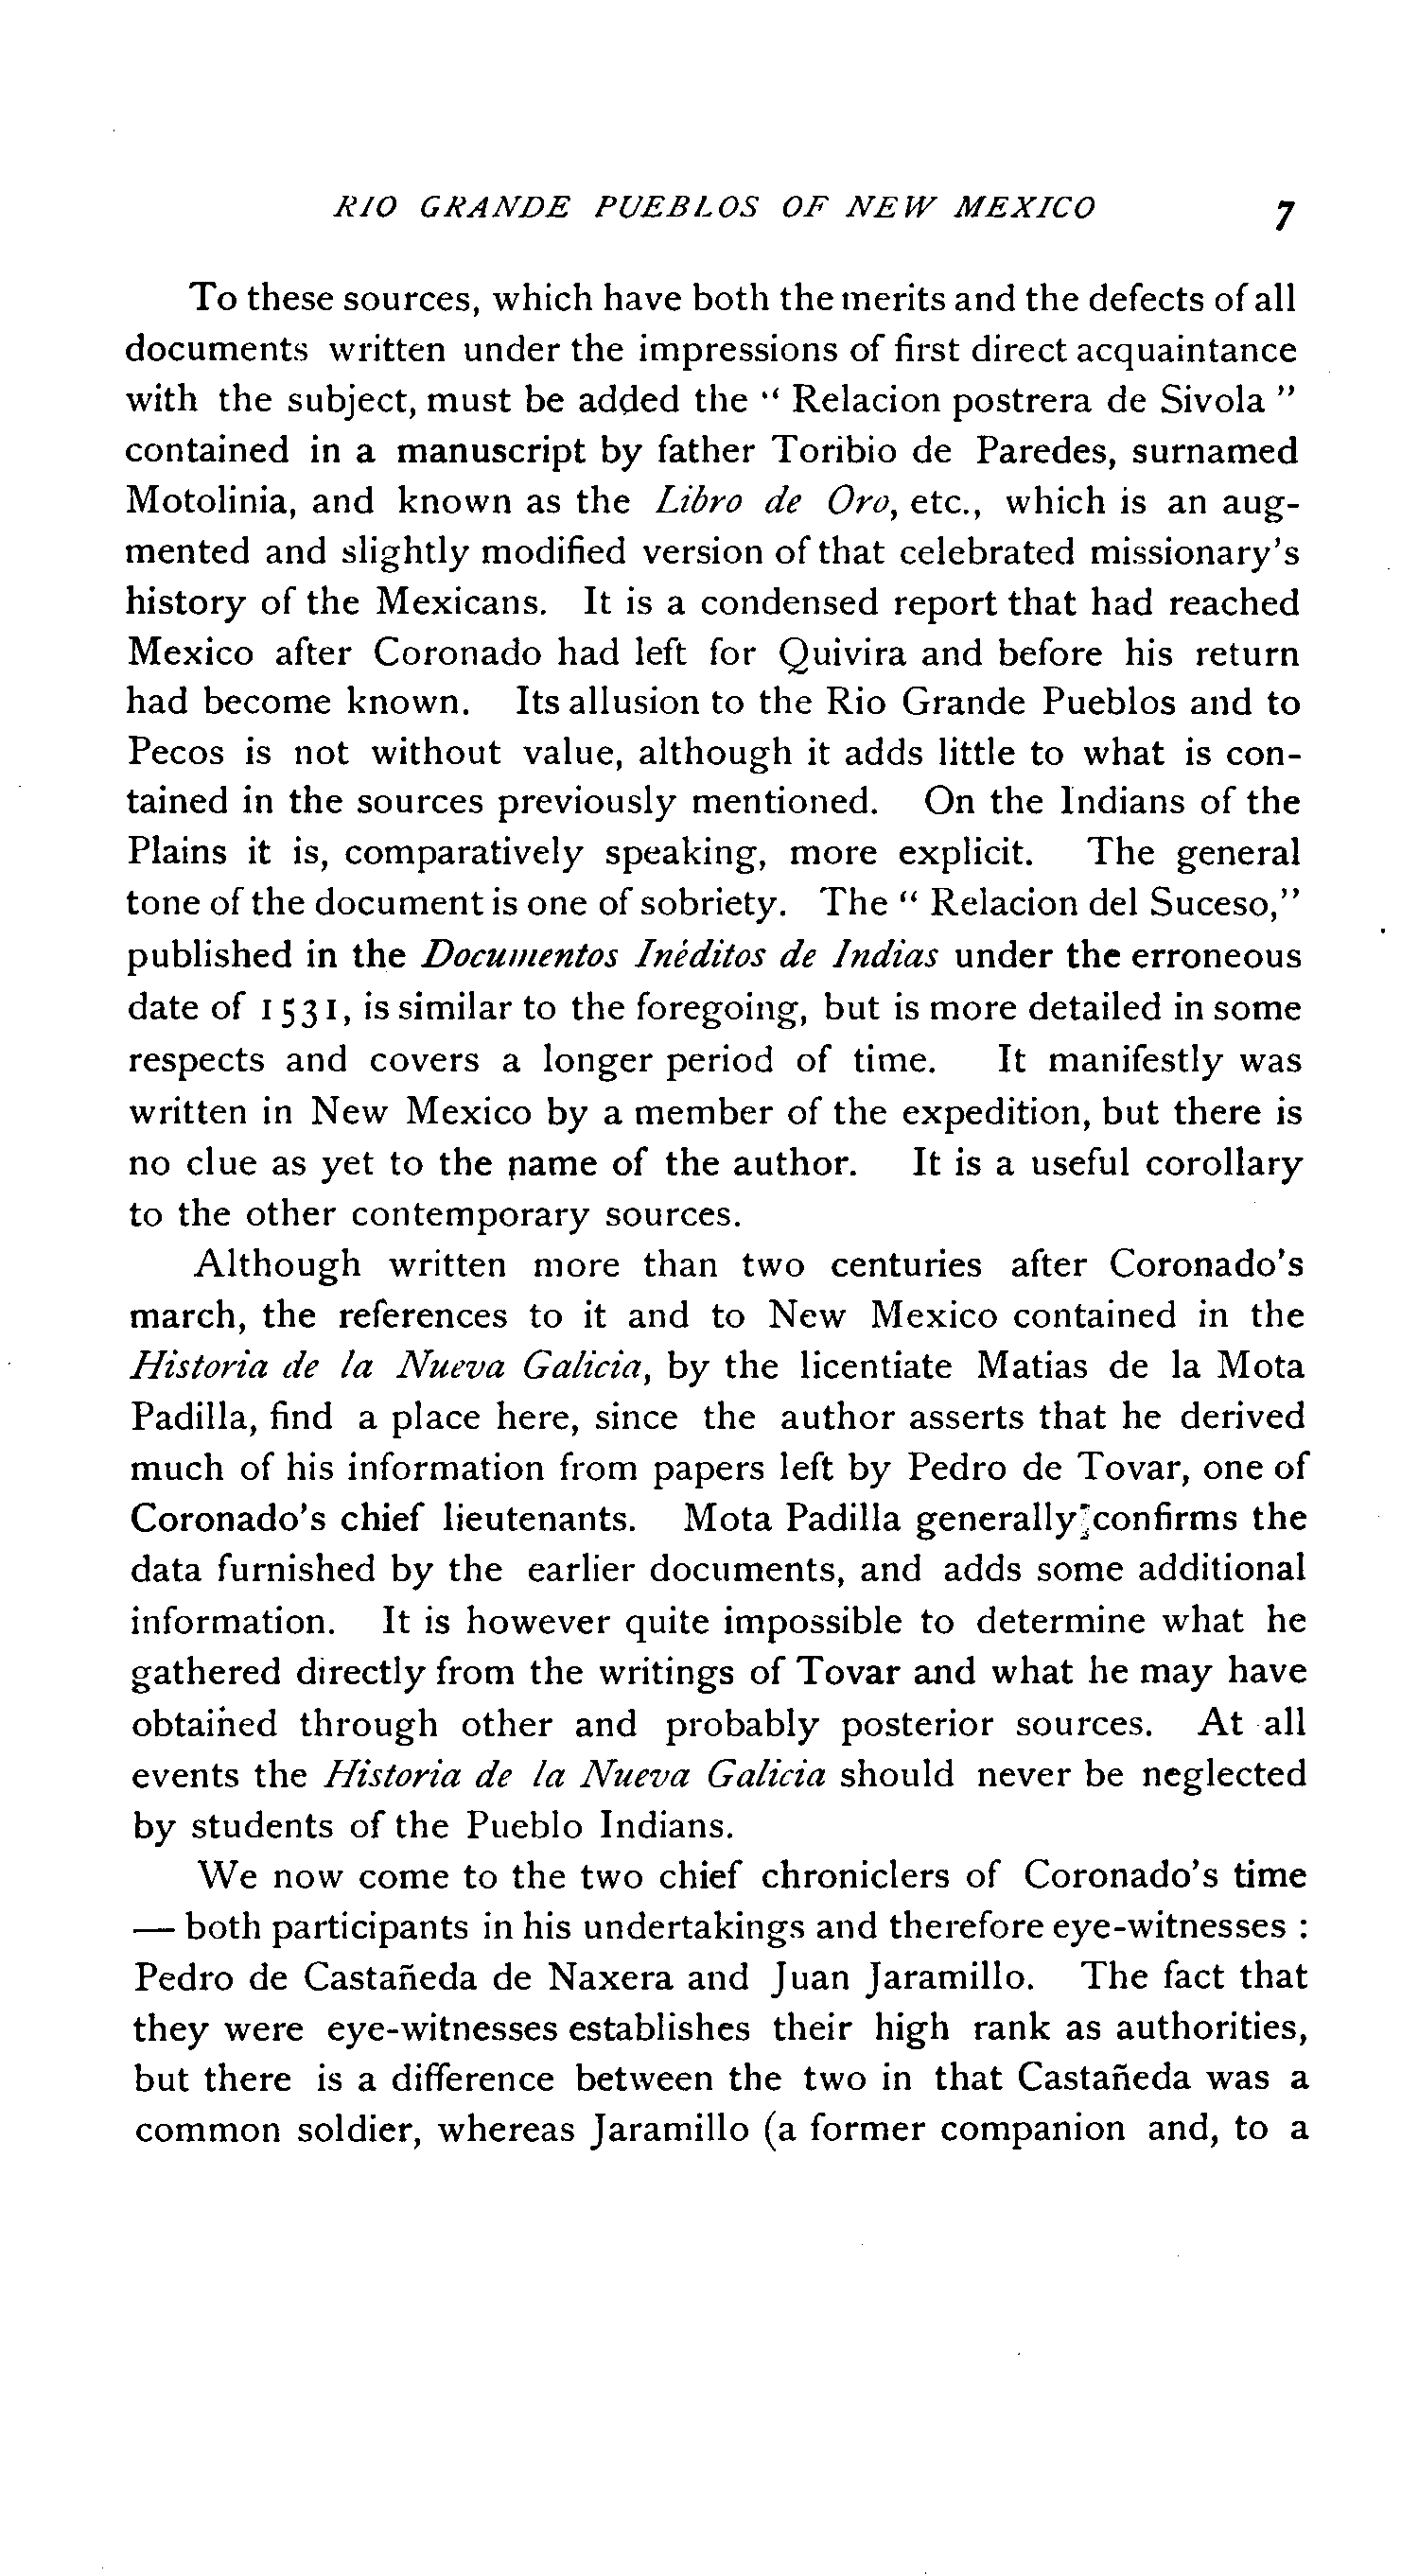 RIO GRANDE PUEBLOS OF NEW MEXICO 7
To these sources, which have both the merits and the defects of all
documents written under the impressions of first direct acquaintance
with the subject, must be added the " Relacion postrera de Sivola "
contained in a manuscript by father Toribio de Paredes, surnamed
Motolinia, and known as the Libro de Oro, etc., which is an aug-
mented and slightly modified version of that celebrated missionary's
history of the Mexicans. It is a condensed report that had reached
Mexico after Coronado had left for Quivira and before his return
had become known. Its allusion to the Rio Grande Pueblos and to
Pecos is not without value, although it adds little to what is con-
tained in the sources previously mentioned. On the Indians of the
Plains it is, comparatively speaking, more explicit. The general
tone of the document is one of sobriety. The " Relacion del Suceso,"
published in the Documentos Inéditos de Indias under the erroneous
date of 1531, is similar to the foregoing, but is more detailed in some
respects and covers a longer period of time. It manifestly was
written in New Mexico by a member of the expedition, but there is
no clue as yet to the name of the author. It is a useful corollary
to the other contemporary sources.
Although written more than two centuries after Coronado's
march, the references to it and to New Mexico contained in the
Historia de la Nueva Galicia, by the licentiate Matias de la Mota
Padilla, find a place here, since the author asserts that he derived
much of his information from papers left by Pedro de Tovar, one of
Coronado's chief lieutenants. Mota Padilla generally confirms the
data furnished by the earlier documents, and adds some additional
information. It is however quite impossible to determine what he
gathered directly from the writings of Tovar and what he may have
obtained through other and probably posterior sources. At all
events the Historia de la Nueva Galicia should never be neglected
by students of the Pueblo Indians.
We now come to the two chief chroniclers of Coronado's time
— both participants in his undertakings and therefore eye-witnesses :
Pedro de Castañeda de Naxera and Juan Jaramillo. The fact that
they were eye-witnesses establishes their high rank as authorities,
but there is a difference between the two in that Castañeda was a
common soldier, whereas Jaramillo (a former companion and, to a